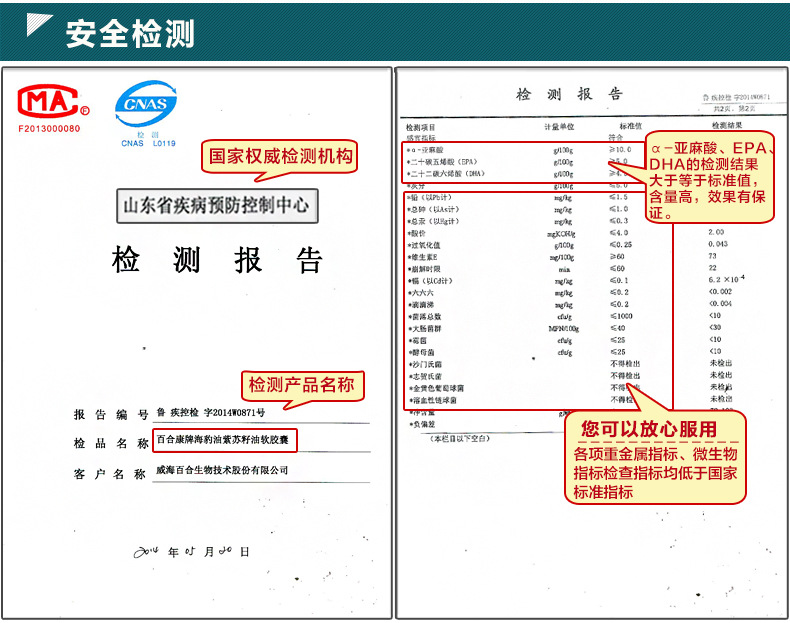 安全检测
MA R
F2013000080
CNAS
检 测
CNAS L0119
国家权威检测机构
山东省疾病预防控制中心
检 测 报 告
检测产品名称
报 告 编 号 鲁 疾控检 字2014W0871号
检 品 名 称 百合康牌海豹油紫苏籽油软胶囊
客 户 名 称 威海百合生物技术股份有限公司
2014 年 05 月 20 日
检 测 报 告
鲁 疾控检 字2014W0871
共2页, 第2页
检测项目 计量单位 标准值 检测结果
感官指标 符合
*α-亚麻酸 g/100g ≥10.0
*二十碳五烯酸（EPA） g/100g ≥5.0
*二十二碳六烯酸（DHA） g/100g
*灰分 g/100g ≤6.0
*铅（以Pb计） mg/kg ≤1.5
*总砷（以As计） mg/kg ≤1.0
*总汞（以Hg计） mg/kg ≤0.3
*酸价 mgKOH/g ≤4.0 2.00
*过氧化值 g/100g ≤0.25 0.043
*维生素E mg/100g ≥60 73
*崩解时限 min ≤60 22
*镉（以Cd计） mg/kg ≤0.1 6.2 ×10⁻⁴
*六六六 mg/kg ≤0.2 <0.002
*滴滴涕 mg/kg ≤0.2 <0.004
*菌落总数 cfu/g ≤1000 <10
*大肠菌群 MPN/100g ≤40 <30
*霉菌 cfu/g ≤25 <10
*酵母菌 cfu/g ≤25 <10
*沙门氏菌 不得检出 未检出
*志贺氏菌 不得检出 未检出
*金黄色葡萄球菌 不得检出 未检出
*溶血性链球菌 不得检 未检出
*净含量
*负偏差
（本栏目以下空白）
α-亚麻酸、EPA、
DHA的检测结果
大于等于标准值，
含量高，效果有保
证。
您可以放心服用
各项重金属指标、微生物
指标检查指标均低于国家
标准指标